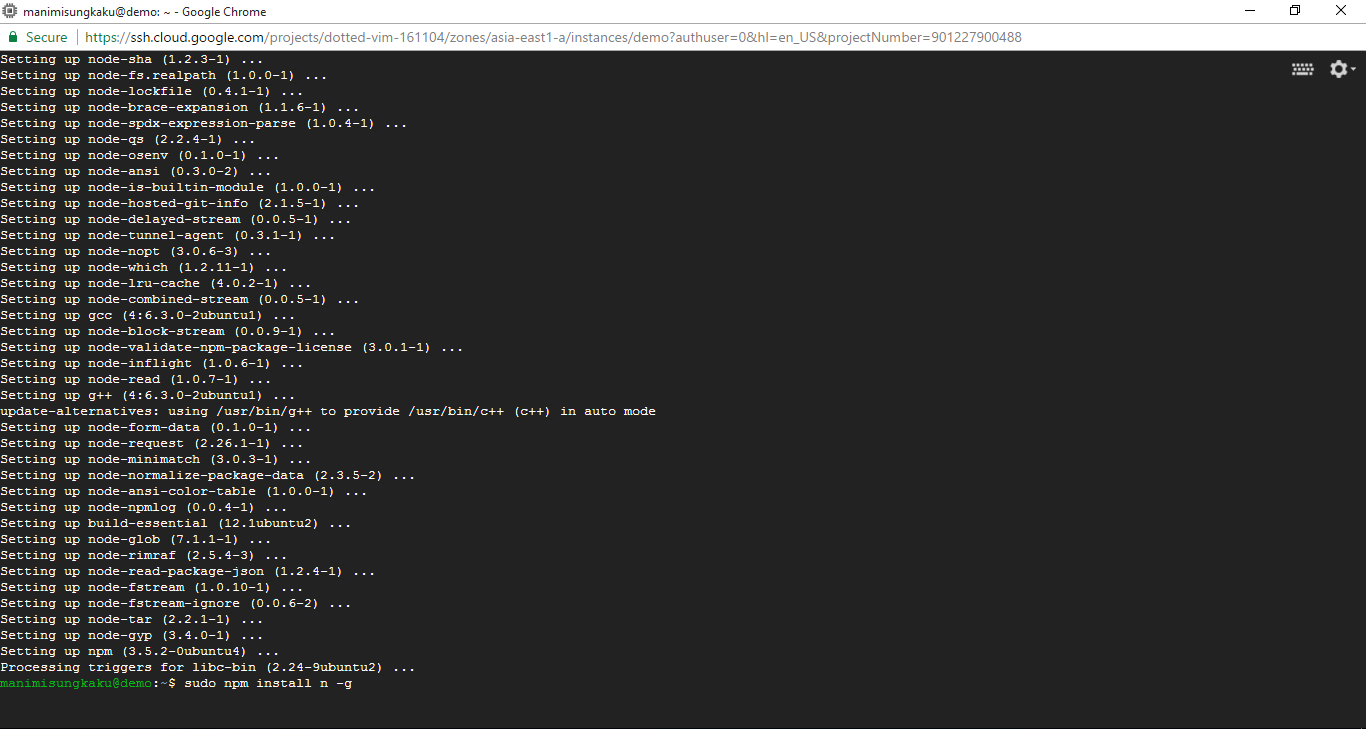 manimisungkaku@demo: ~ - Google Chrome
Secure https://ssh.cloud.google.com/projects/dotted-vim-161104/zones/asia-east1-a/instances/demo?authuser=0&hl=en_US&projectNumber=901227900488
Setting up node-sha (1.2.3-1) ...
Setting up node-fs.realpath (1.0.0-1) ...
Setting up node-lockfile (0.4.1-1) ...
Setting up node-brace-expansion (1.1.6-1) ...
Setting up node-spdx-expression-parse (1.0.4-1) ...
Setting up node-qs (2.2.4-1) ...
Setting up node-osenv (0.1.0-1) ...
Setting up node-ansi (0.3.0-2) ...
Setting up node-is-builtin-module (1.0.0-1) ...
Setting up node-hosted-git-info (2.1.5-1) ...
Setting up node-delayed-stream (0.0.5-1) ...
Setting up node-tunnel-agent (0.3.1-1) ...
Setting up node-nopt (3.0.6-3) ...
Setting up node-which (1.2.11-1) ...
Setting up node-lru-cache (4.0.2-1) ...
Setting up node-combined-stream (0.0.5-1) ...
Setting up gcc (4:6.3.0-2ubuntu1) ...
Setting up node-block-stream (0.0.9-1) ...
Setting up node-validate-npm-package-license (3.0.1-1) ...
Setting up node-inflight (1.0.6-1) ...
Setting up node-read (1.0.7-1) ...
Setting up g++ (4:6.3.0-2ubuntu1) ...
update-alternatives: using /usr/bin/g++ to provide /usr/bin/c++ (c++) in auto mode
Setting up node-form-data (0.1.0-1) ...
Setting up node-request (2.26.1-1) ...
Setting up node-minimatch (3.0.3-1) ...
Setting up node-normalize-package-data (2.3.5-2) ...
Setting up node-ansi-color-table (1.0.0-1) ...
Setting up node-npmlog (0.0.4-1) ...
Setting up build-essential (12.1ubuntu2) ...
Setting up node-glob (7.1.1-1) ...
Setting up node-rimraf (2.5.4-3) ...
Setting up node-read-package-json (1.2.4-1) ...
Setting up node-fstream (1.0.10-1) ...
Setting up node-fstream-ignore (0.0.6-2) ...
Setting up node-tar (2.2.1-1) ...
Setting up node-gyp (3.4.0-1) ...
Setting up npm (3.5.2-0ubuntu4) ...
Processing triggers for libc-bin (2.24-9ubuntu2) ...
manimisungkaku@demo:~$ sudo npm install n -g